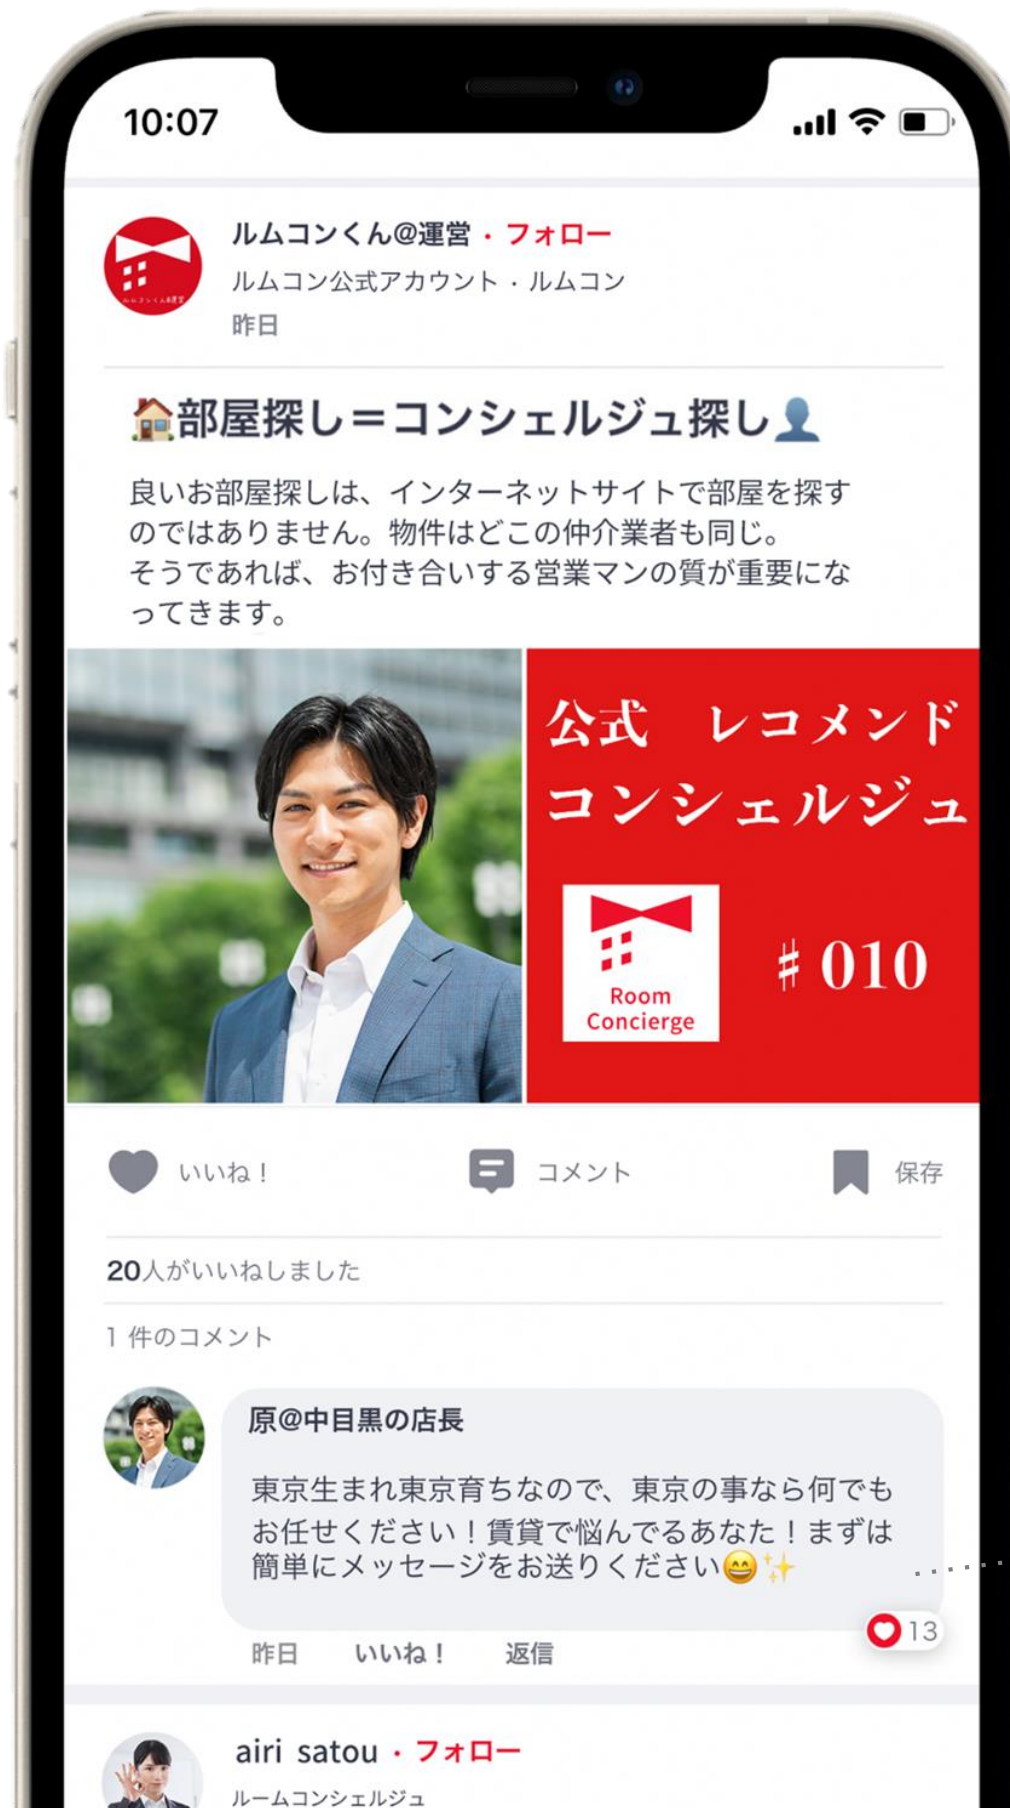 10:07
ルムコンくん@運営・フォロー
ルムコン公式アカウント・ルムコン
昨日
🏠部屋探し＝コンシェルジュ探し👤
良いお部屋探しは、インターネットサイトで部屋を探す
のではありません。物件はどこの仲介業者も同じ。
そうであれば、お付き合いする営業マンの質が重要にな
ってきます。
公式 レコメンド
コンシェルジュ
Room
Concierge
♯010
いいね！ コメント 保存
20人がいいねしました
1 件のコメント
原@中目黒の店長
東京生まれ東京育ちなので、東京の事なら何でも
お任せください！賃貸で悩んでるあなた！まずは
簡単にメッセージをお送りください😄✨
13
昨日 いいね！ 返信
airi satou・フォロー
ルームコンシェルジュ